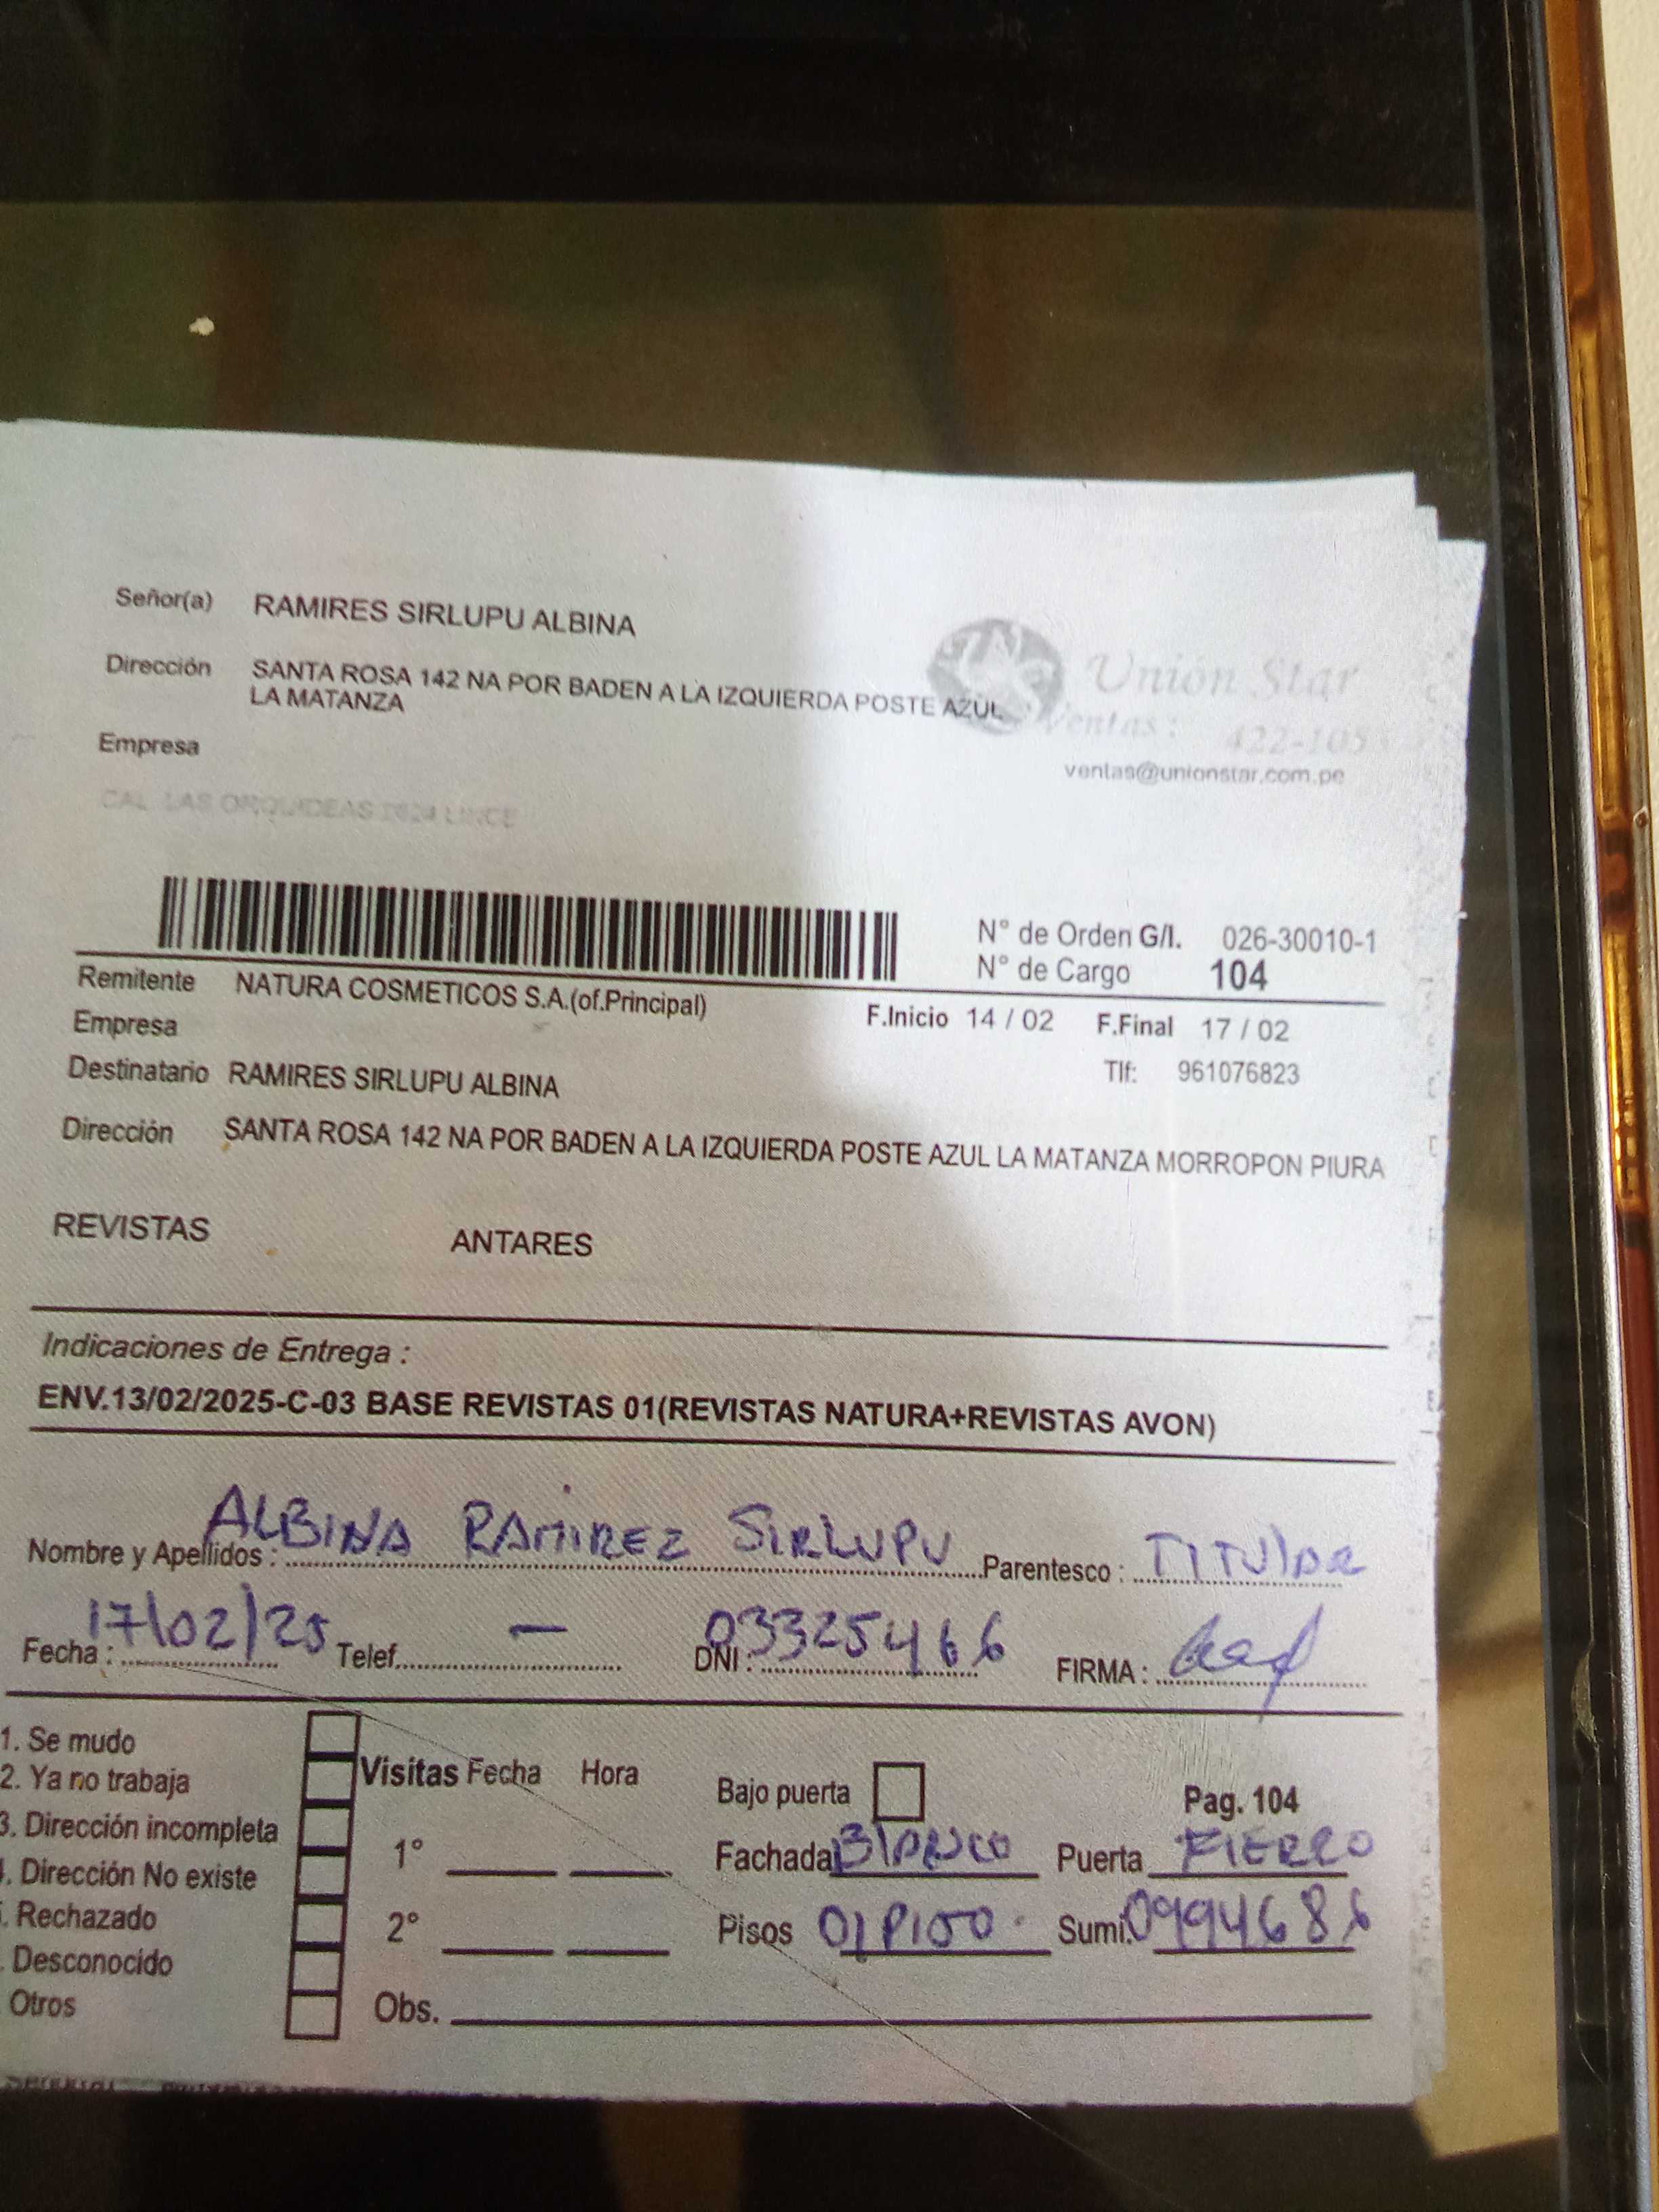 Señor(a) RAMIRES SIRLUPU ALBINA
Dirección SANTA ROSA 142 NA POR BADEN A LA IZQUIERDA POSTE AZUL
LA MATANZA
Unión Star
Ventas: 422-1053
ventas@unionstar.com.pe
Empresa
CAL LAS ORQUIDEAS 2624 LINCE
N° de Orden G/I. 026-30010-1
N° de Cargo 104
Remitente NATURA COSMETICOS S.A.(of.Principal)
F.Inicio 14 / 02 F.Final 17 / 02
Empresa
Tlf: 961076823
Destinatario RAMIRES SIRLUPU ALBINA
Dirección SANTA ROSA 142 NA POR BADEN A LA IZQUIERDA POSTE AZUL LA MATANZA MORROPON PIURA
REVISTAS ANTARES
Indicaciones de Entrega :
ENV.13/02/2025-C-03 BASE REVISTAS 01(REVISTAS NATURA+REVISTAS AVON)
Nombre y Apellidos : ALBINA RAMIREZ SIRLUPU Parentesco : TITULAR
Fecha : 17/02/25 Telef. — DNI : 03325466 FIRMA :
1. Se mudo
2. Ya no trabaja
3. Dirección incompleta
. Dirección No existe
. Rechazado
. Desconocido
Otros
Visitas Fecha Hora
1°
2°
Bajo puerta Pag. 104
Fachada BLANCO Puerta FIERRO
Pisos 01 PISO. Sumi. 0994686
Obs.